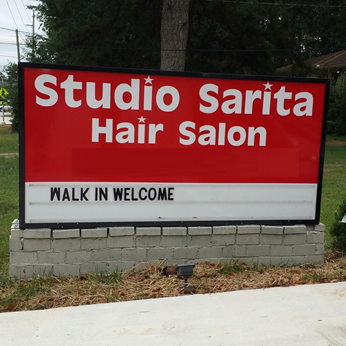 Studio Sarita
Hair Salon
WALK IN WELCOME